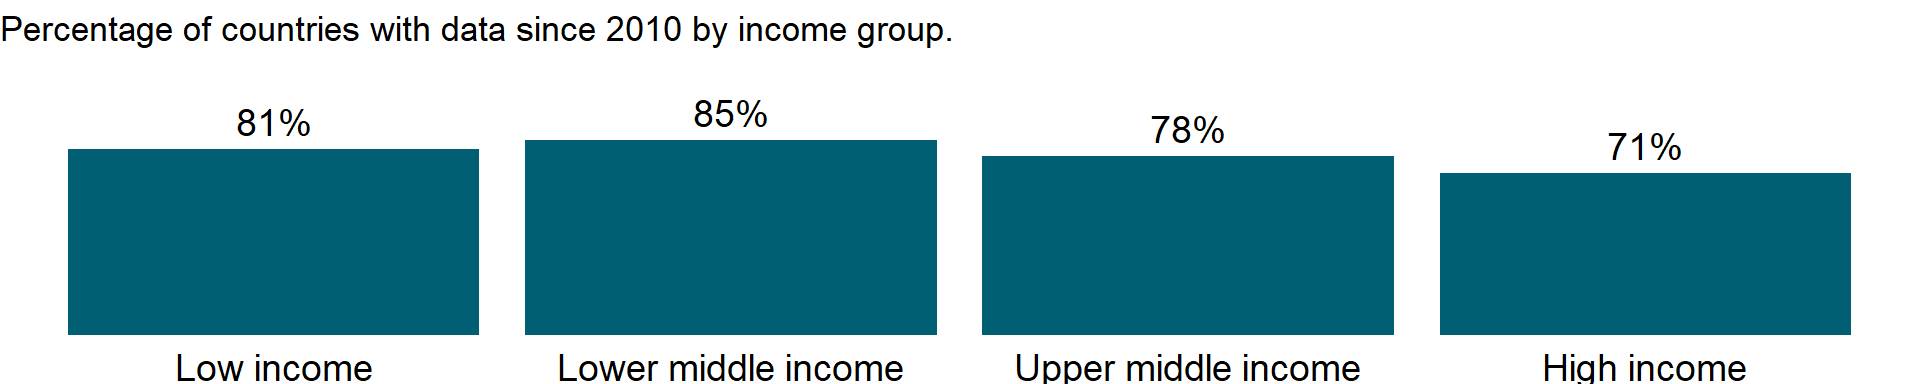 Percentage of countries with data since 2010 by income group.
81%
85%
78%
71%
Low income
Lower middle income
Upper middle income
High income